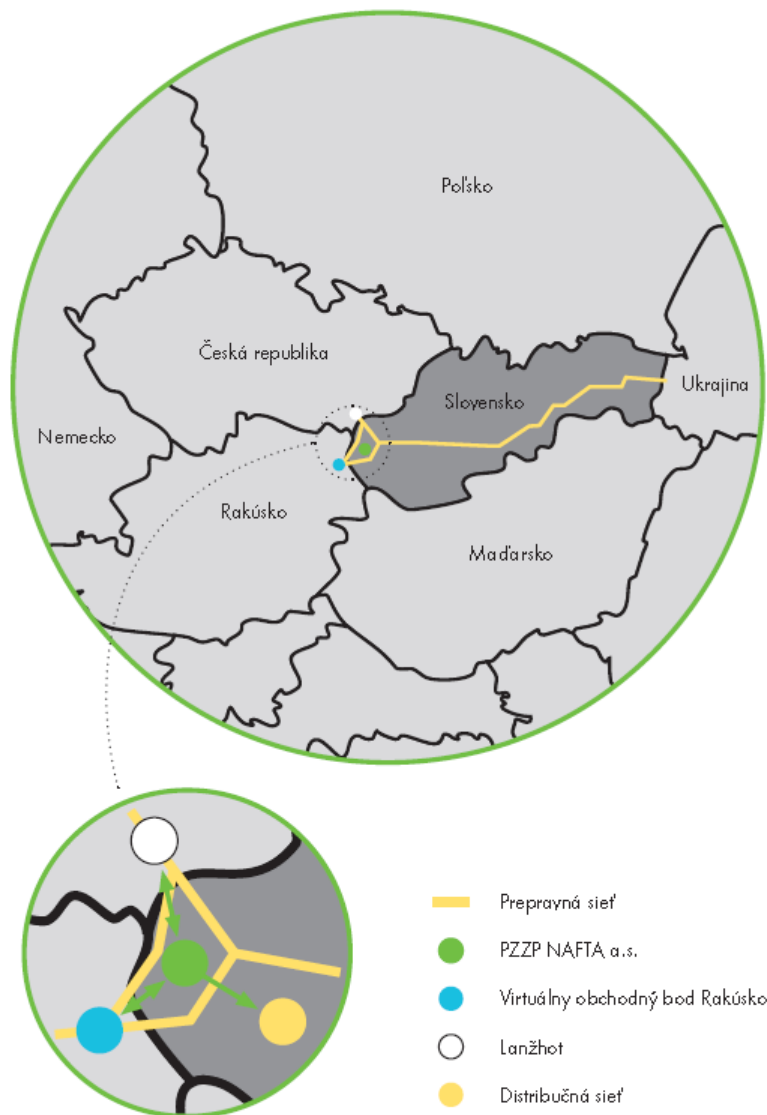 Poľsko
Česká republika
Slovensko
Ukrajina
Nemecko
Rakúsko
Maďarsko
Prepravná sieť
PZZP NAFTA a.s.
Virtuálny obchodný bod Rakúsko
Lanžhot
Distribučná sieť